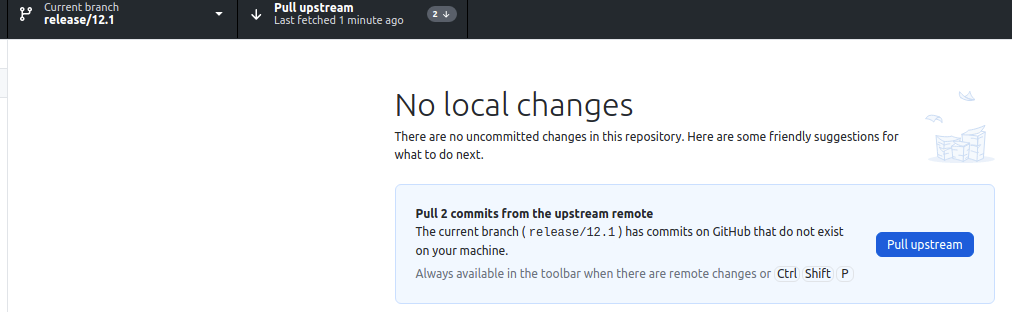 Current branch
release/12.1
Pull upstream
Last fetched 1 minute ago
2 ↓
No local changes
There are no uncommitted changes in this repository. Here are some friendly suggestions for
what to do next.
Pull 2 commits from the upstream remote
The current branch ( release/12.1 ) has commits on GitHub that do not exist
on your machine.
Always available in the toolbar when there are remote changes or Ctrl Shift P
Pull upstream